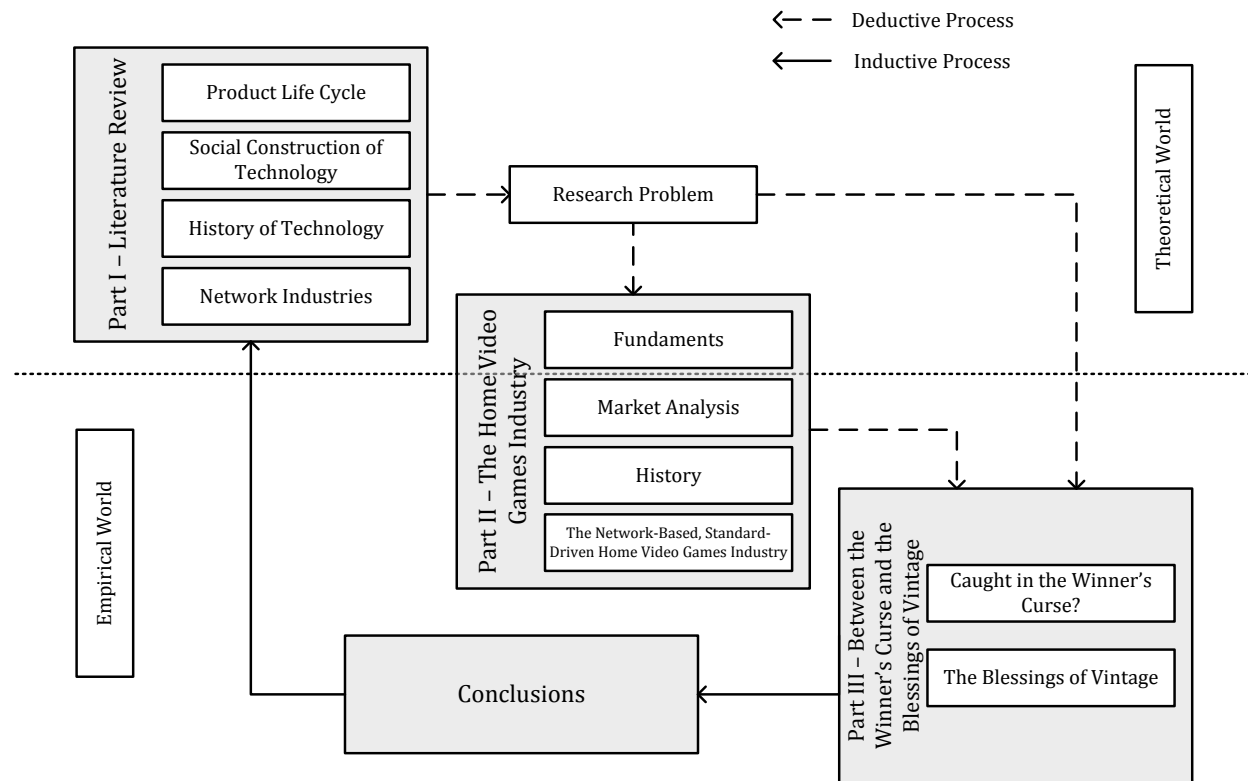 Deductive Process
Inductive Process
Part I – Literature Review
Product Life Cycle
Social Construction of
Technology
History of Technology
Network Industries
Research Problem
Theoretical World
Part II – The Home Video
Games Industry
Fundaments
Market Analysis
History
The Network-Based, Standard-
Driven Home Video Games Industry
Empirical World
Part III – Between the
Winner’s Curse and the
Blessings of Vintage
Caught in the Winner’s
Curse?
The Blessings of Vintage
Conclusions